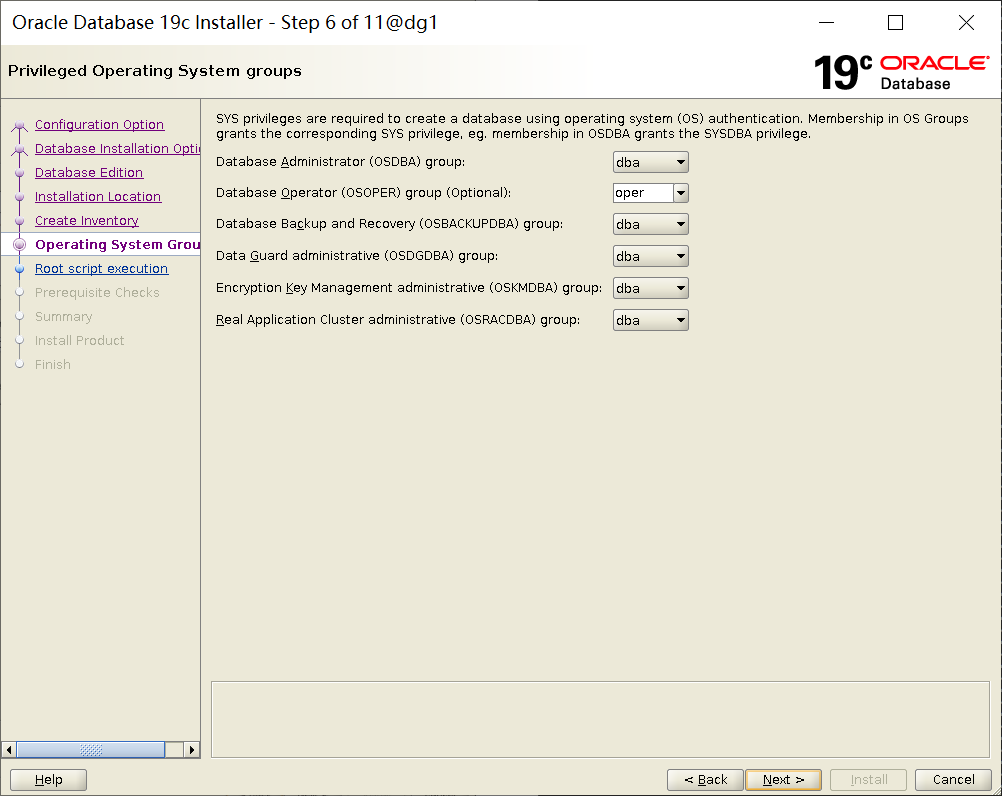 Oracle Database 19c Installer - Step 6 of 11@dg1
Privileged Operating System groups
19c ORACLE
Database
Configuration Option
Database Installation Opti
Database Edition
Installation Location
Create Inventory
Operating System Grou
Root script execution
Prerequisite Checks
Summary
Install Product
Finish
SYS privileges are required to create a database using operating system (OS) authentication. Membership in OS Groups
grants the corresponding SYS privilege, eg. membership in OSDBA grants the SYSDBA privilege.
Database Administrator (OSDBA) group: dba
Database Operator (OSOPER) group (Optional): oper
Database Backup and Recovery (OSBACKUPDBA) group: dba
Data Guard administrative (OSDGDBA) group: dba
Encryption Key Management administrative (OSKMDBA) group: dba
Real Application Cluster administrative (OSRACDBA) group: dba
Help < Back Next > Install Cancel